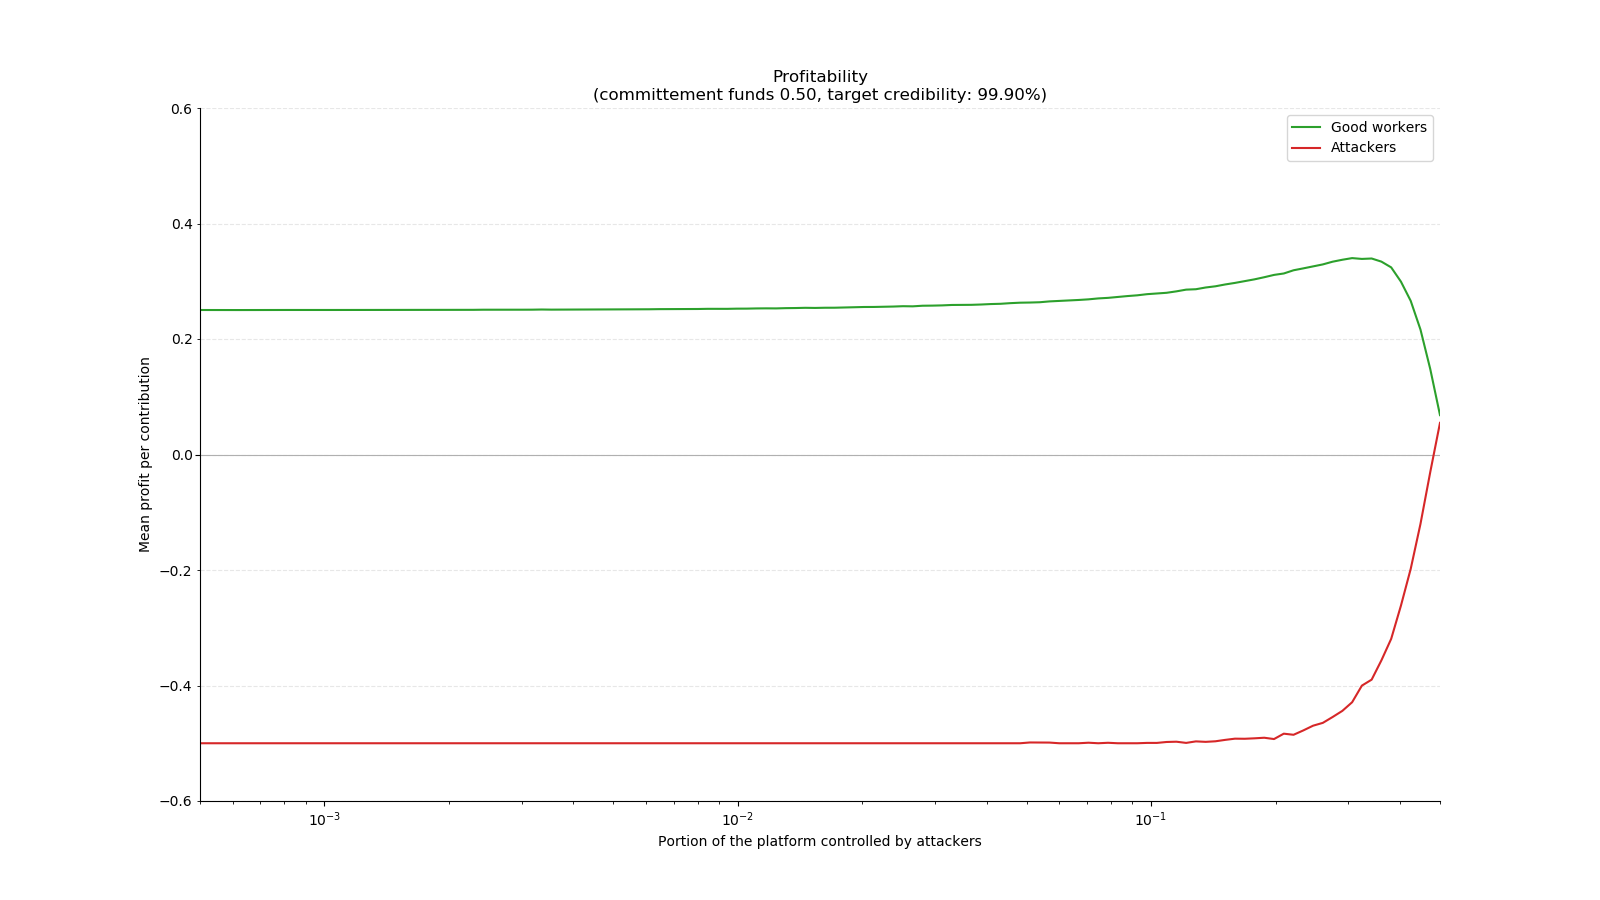 Profitability
(committement funds 0.50, target credibility: 99.90%)
Good workers
Attackers
0.6
0.4
0.2
0.0
−0.2
−0.4
−0.6
Mean profit per contribution
10⁻³
10⁻²
10⁻¹
Portion of the platform controlled by attackers